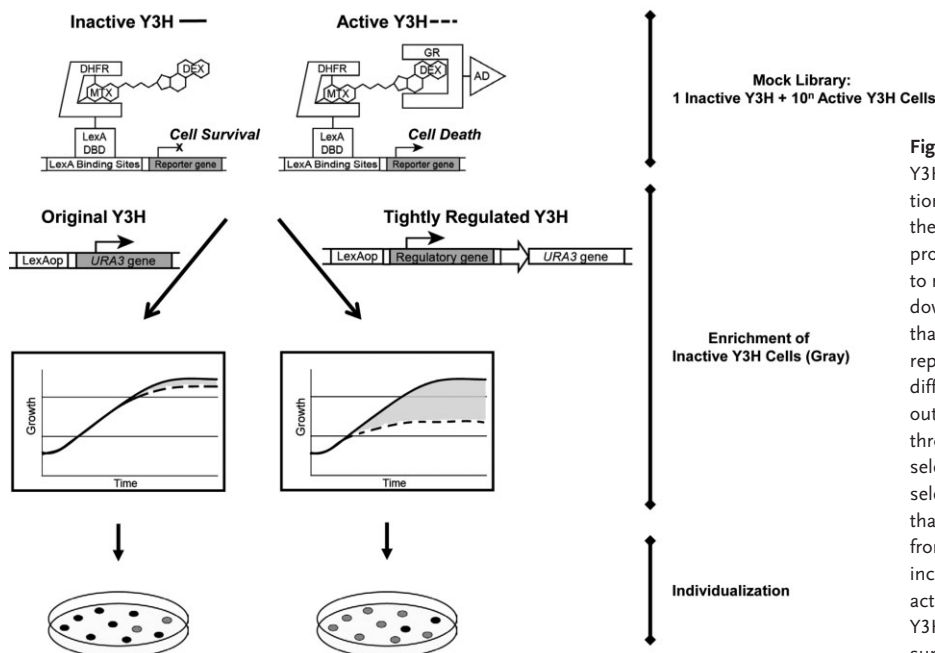 Inactive Y3H
Active Y3H
DHFR
MTX
DEX
LexA
DBD
Cell Survival
x
LexA Binding Sites
Reporter gene
DHFR
MTX
GR
DEX
AD
LexA
DBD
Cell Death
LexA Binding Sites
Reporter gene
Mock Library:
1 Inactive Y3H + 10ⁿ Active Y3H Cells
Original Y3H
LexAop
URA3 gene
Tightly Regulated Y3H
LexAop
Regulatory gene
URA3 gene
Enrichment of
Inactive Y3H Cells (Gray)
Growth
Time
Growth
Time
Individualization
Fig
Y3H
tion
the
pro
to r
dow
tha
rep
diff
out
thre
sele
sele
tha
fron
inc
act
Y3H
sur